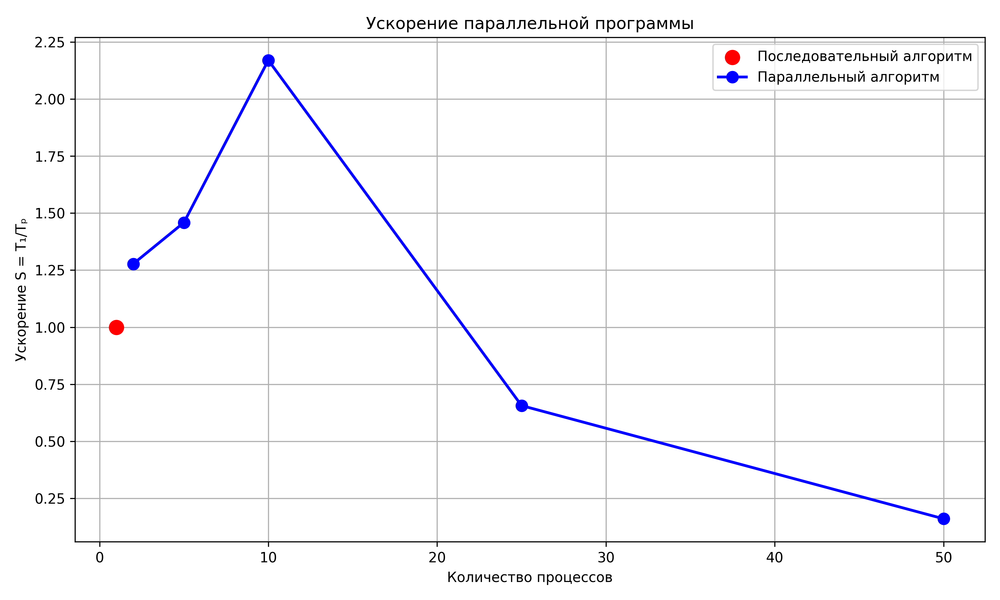 Ускорение параллельной программы
Последовательный алгоритм
Параллельный алгоритм
Ускорение S = T₁/Tₚ
2.25
2.00
1.75
1.50
1.25
1.00
0.75
0.50
0.25
0 10 20 30 40 50
Количество процессов